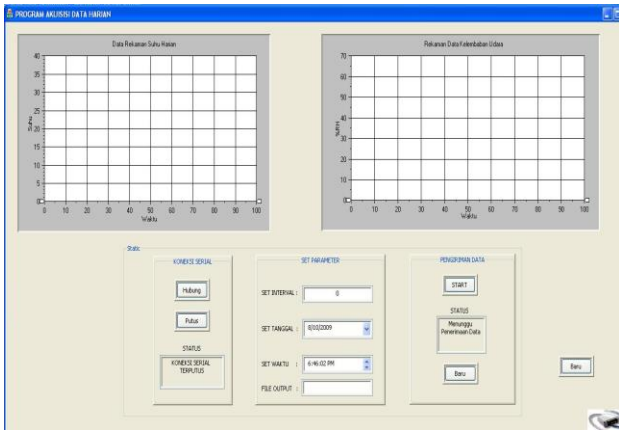 PROGRAM AKUISISI DATA HARIAN
Data Rekaman Suhu Harian
40
35
30
25
20
15
10
5
0
Suhu
0 10 20 30 40 50 60 70 80 90 100
Waktu
Rekaman Data Kelembaban Udara
70
60
50
40
30
20
10
0
0 10 20 30 40 50 60 70 80 90 100
Waktu
Static
KONEKSI SERIAL
Hubung
Putus
STATUS
KONEKSI SERIAL
TERPUTUS
SET PARAMETER
SET INTERVAL : 0
SET TANGGAL : 8/03/2009
SET WAKTU : 6:46:02 PM
FILE OUTPUT :
PENGIRIMAN DATA
START
STATUS
Menunggu
Penerimaan Data
Baru
Baru